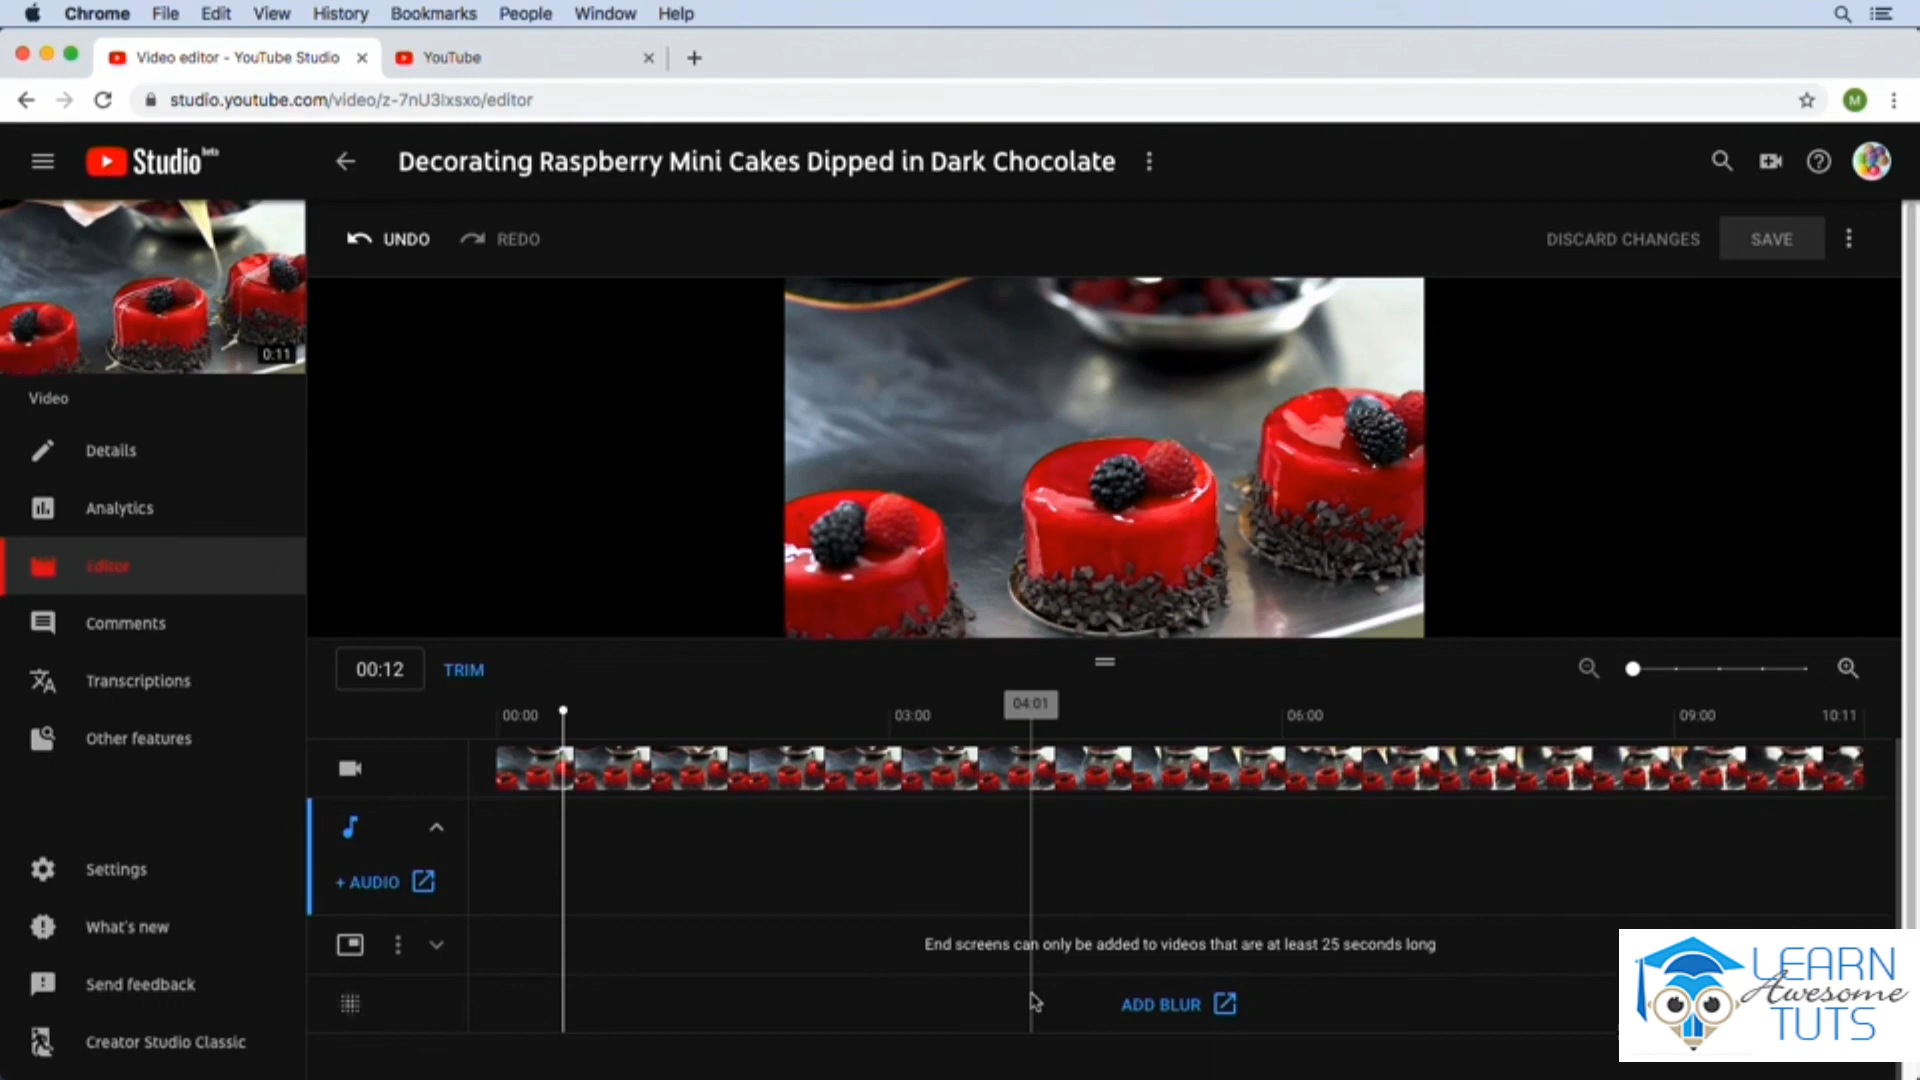 Chrome File Edit View History Bookmarks People Window Help
Video editor - YouTube Studio
YouTube
studio.youtube.com/video/z-7nU3lxsxo/editor
M
Studio beta
Decorating Raspberry Mini Cakes Dipped in Dark Chocolate
UNDO
REDO
DISCARD CHANGES
SAVE
0:11
Video
Details
Analytics
Editor
Comments
Transcriptions
Other features
Settings
What's new
Send feedback
Creator Studio Classic
00:12
TRIM
04:01
00:00
03:00
06:00
09:00
10:11
+ AUDIO
End screens can only be added to videos that are at least 25 seconds long
ADD BLUR
LEARN
Awesome
TUTS